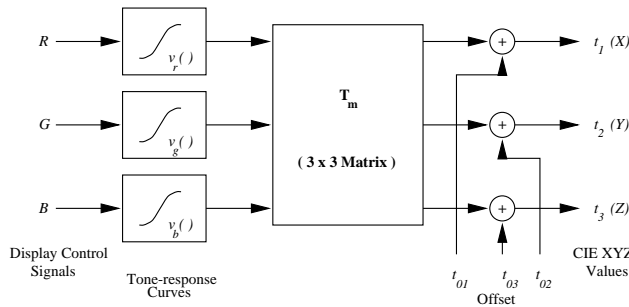 R
v_r ( )
T_m
( 3 x 3 Matrix )
+
t_1 (X)
G
v_g ( )
+
t_2 (Y)
B
v_b ( )
+
t_3 (Z)
Display Control
Signals
Tone-response
Curves
t_01
t_03
t_02
Offset
CIE XYZ
Values